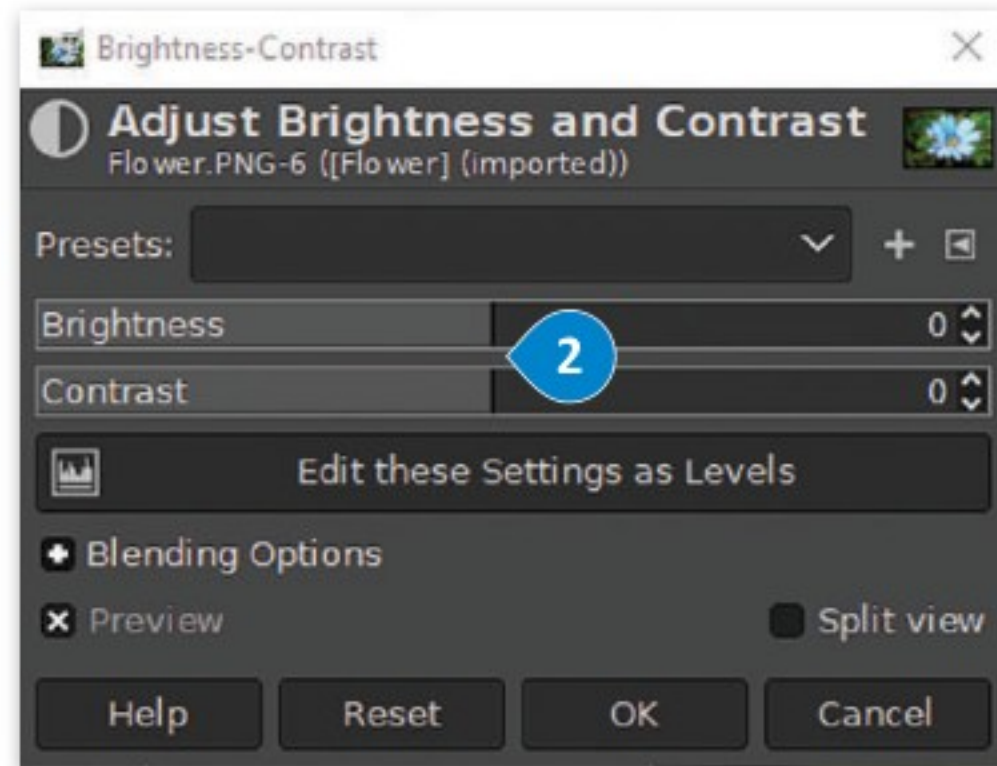 Brightness-Contrast
Adjust Brightness and Contrast
Flower.PNG-6 ([Flower] (imported))
Presets:
Brightness 0
2
Contrast 0
Edit these Settings as Levels
Blending Options
Preview Split view
Help Reset OK Cancel